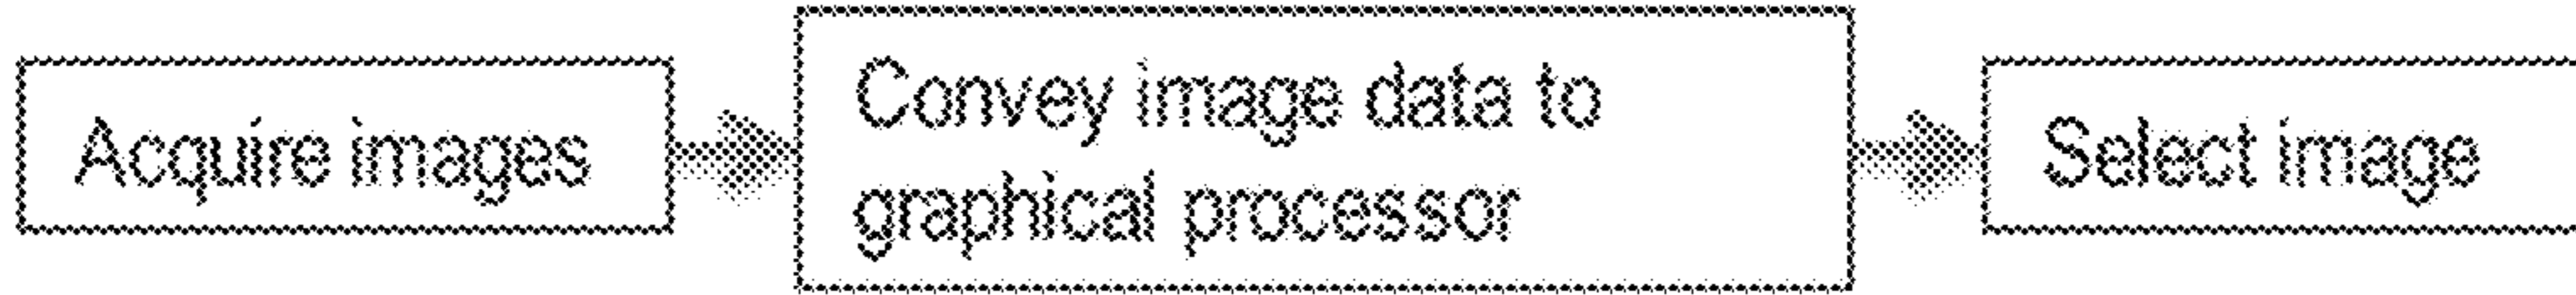 Acquire images
Convey image data to
graphical processor
Select image